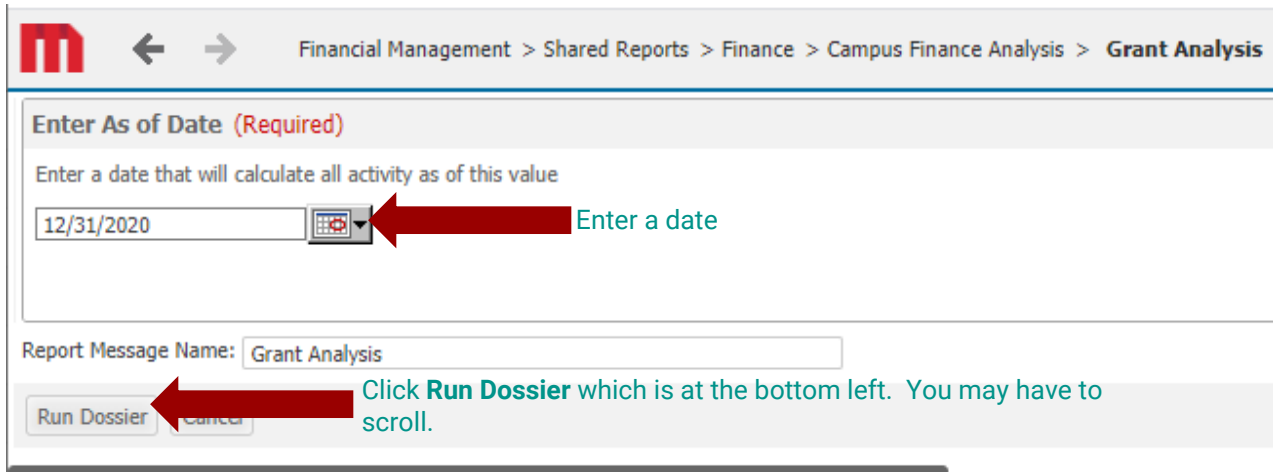 Financial Management > Shared Reports > Finance > Campus Finance Analysis > Grant Analysis
Enter As of Date (Required)
Enter a date that will calculate all activity as of this value
12/31/2020
Enter a date
Report Message Name: Grant Analysis
Click Run Dossier which is at the bottom left. You may have to
scroll.
Run Dossier Cancel